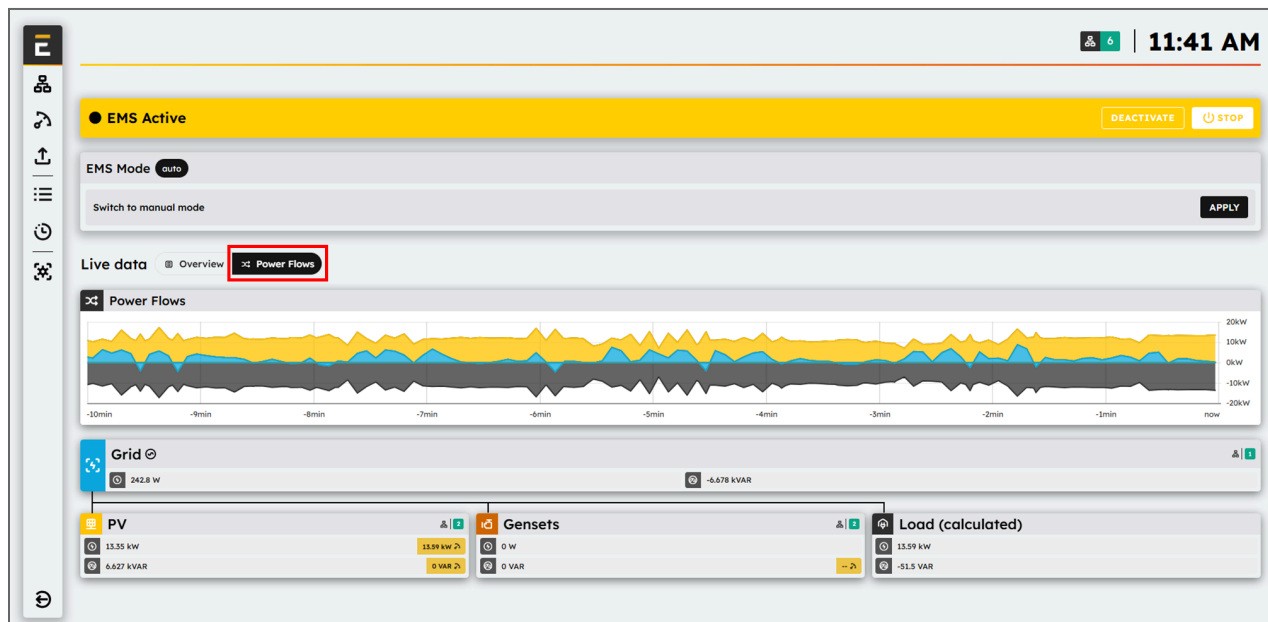 6
11:41 AM
EMS Active
DEACTIVATE
STOP
EMS Mode auto
Switch to manual mode
APPLY
Live data
Overview
Power Flows
Power Flows
20kW
10kW
0kW
-10kW
-20kW
-10min -9min -8min -7min -6min -5min -4min -3min -2min -1min now
Grid
1
242.8 W
-6.678 kVAR
PV
2
13.35 kW
13.59 kW
6.627 kVAR
0 VAR
Gensets
2
0 W
0 VAR
--
Load (calculated)
13.59 kW
-51.5 VAR